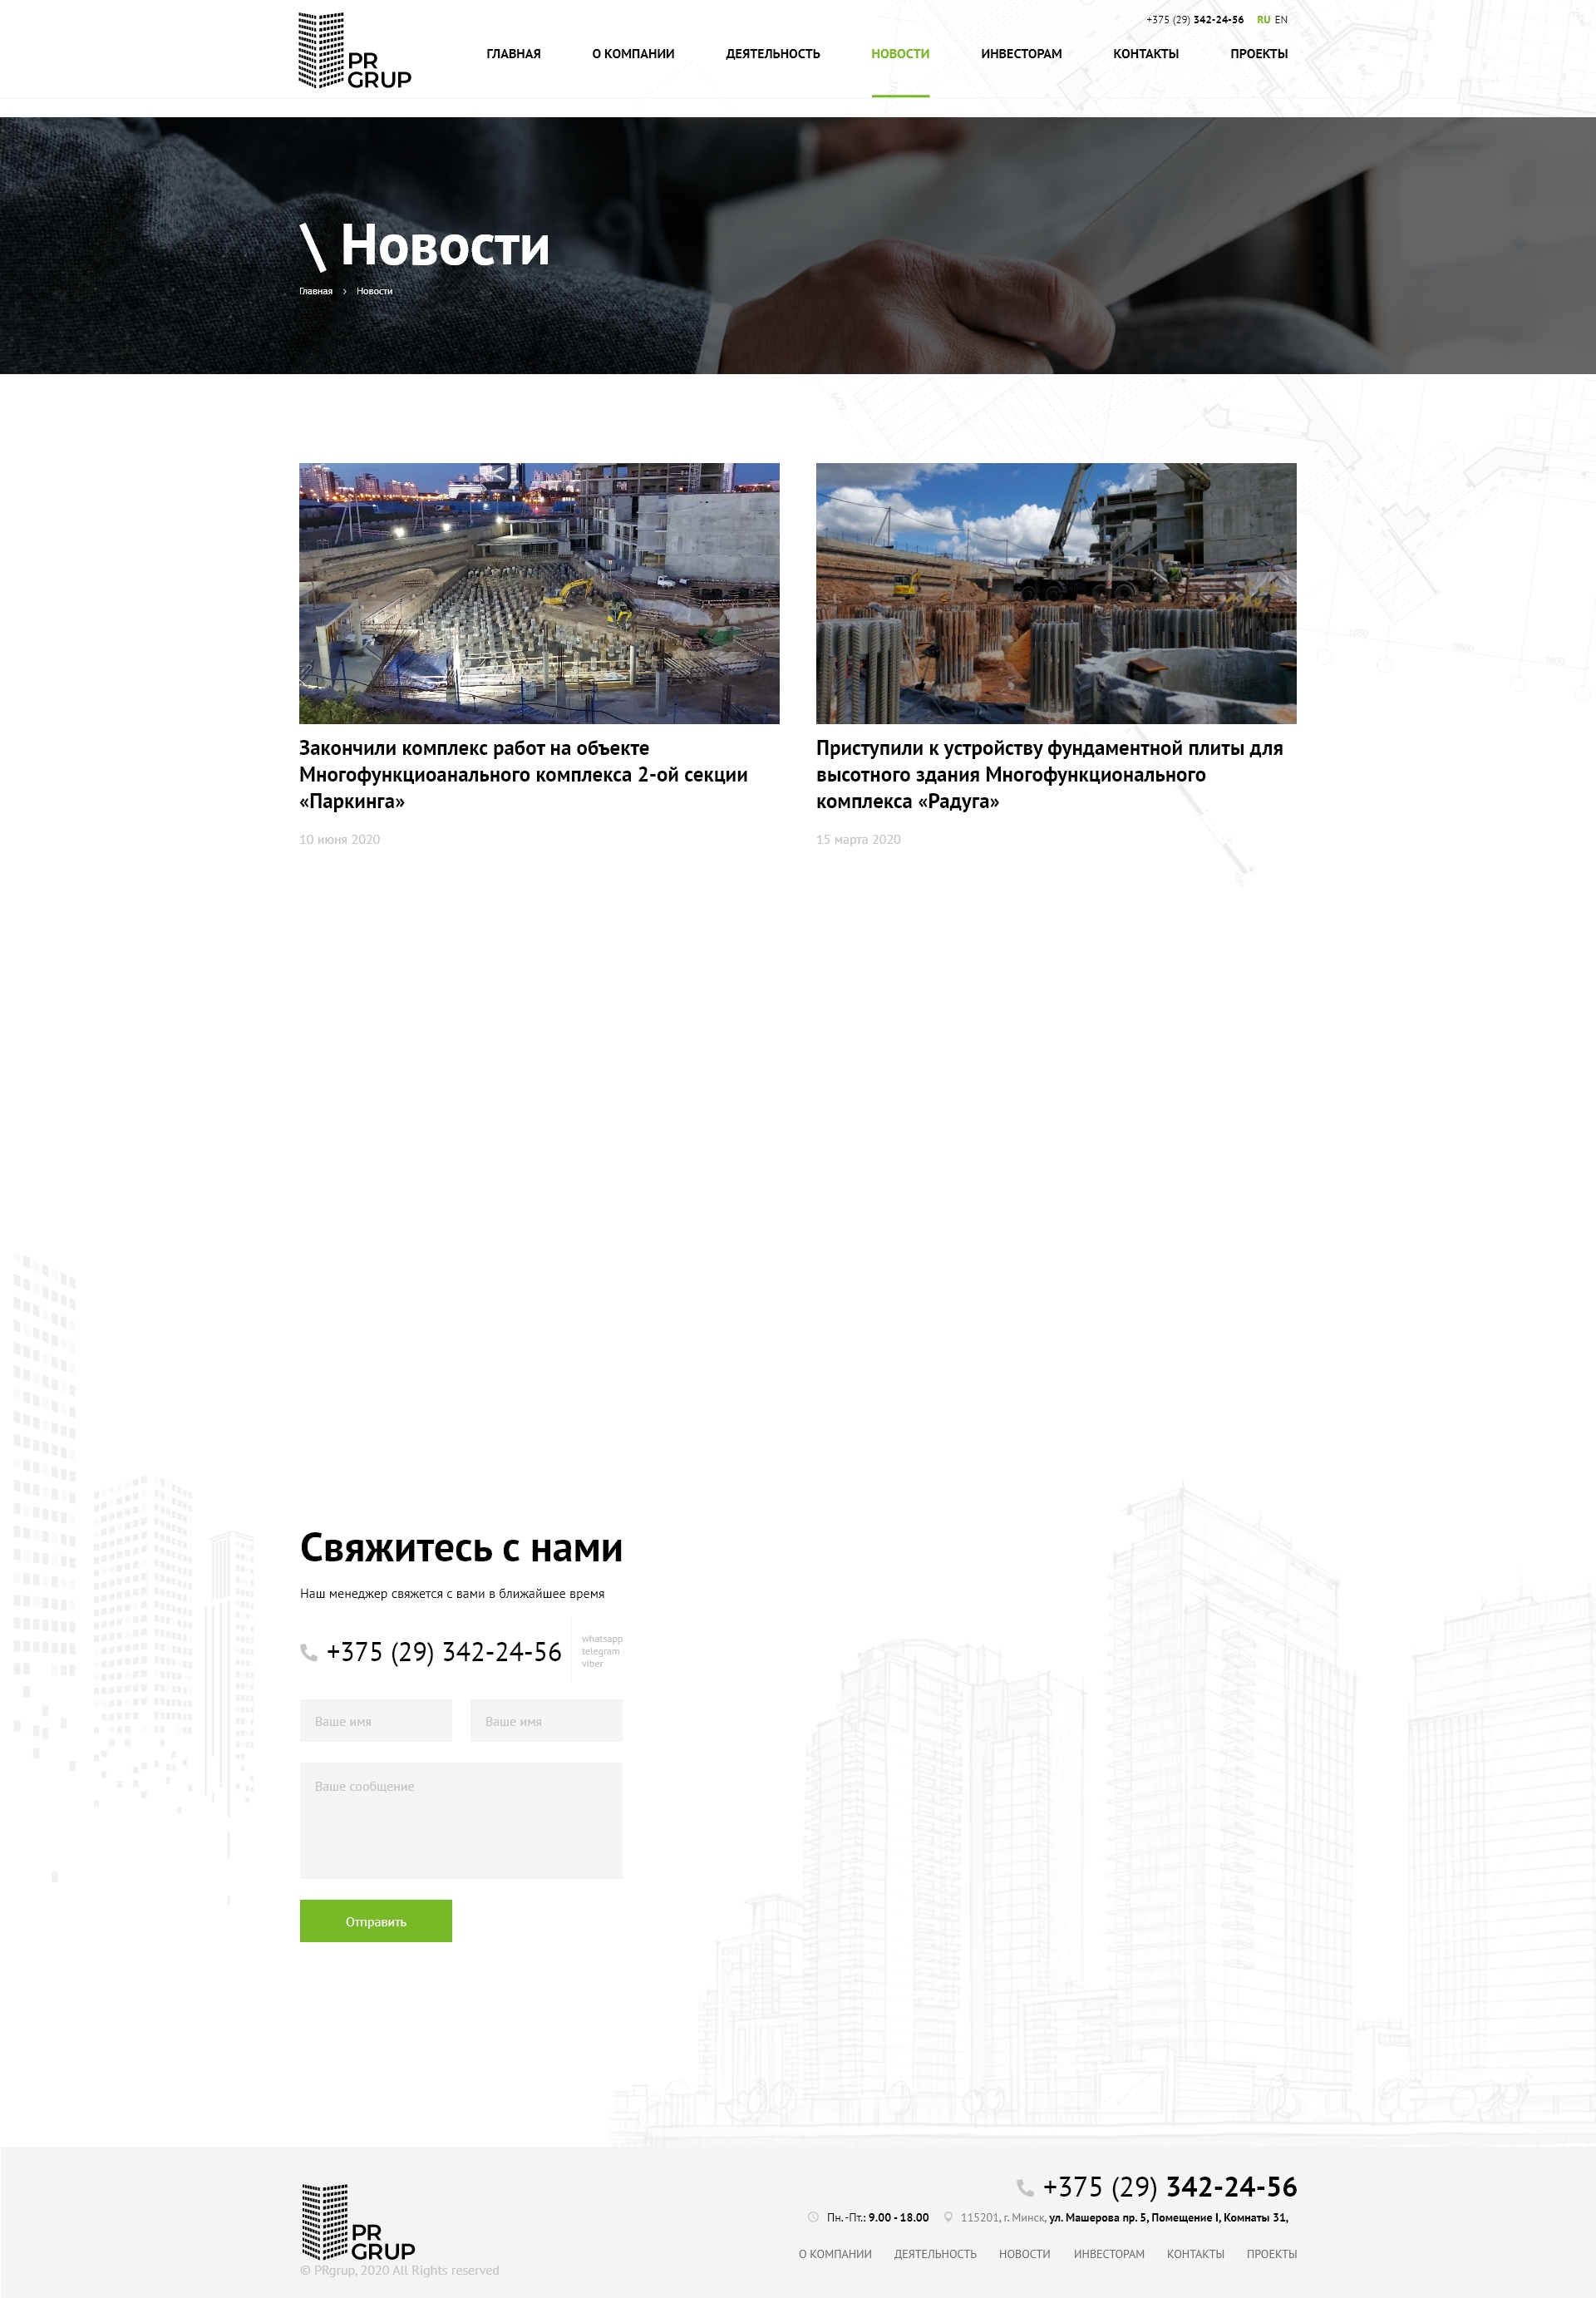 +375 (29) 342-24-56 RU EN
PR
GRUP
ГЛАВНАЯ О КОМПАНИИ ДЕЯТЕЛЬНОСТЬ НОВОСТИ ИНВЕСТОРАМ КОНТАКТЫ ПРОЕКТЫ
\ Новости
Главная › Новости
Закончили комплекс работ на объекте
Многофункциоанального комплекса 2-ой секции
«Паркинга»
10 июня 2020
Приступили к устройству фундаментной плиты для
высотного здания Многофункционального
комплекса «Радуга»
15 марта 2020
Свяжитесь с нами
Наш менеджер свяжется с вами в ближайшее время
+375 (29) 342-24-56
whatsapp
telegram
viber
Ваше имя
Ваше имя
Ваше сообщение
Отправить
PR
GRUP
© PRgrup, 2020 All Rights reserved
+375 (29) 342-24-56
Пн.-Пт.: 9.00 - 18.00 115201, г. Минск, ул. Машерова пр. 5, Помещение I, Комнаты 31,
О КОМПАНИИ ДЕЯТЕЛЬНОСТЬ НОВОСТИ ИНВЕСТОРАМ КОНТАКТЫ ПРОЕКТЫ